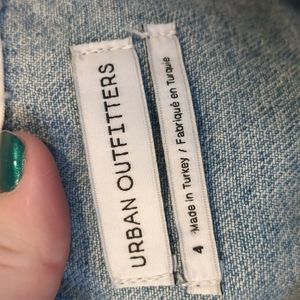 URBAN OUTFITTERS
4 Made in Turkey / Fabriqué en Turquie